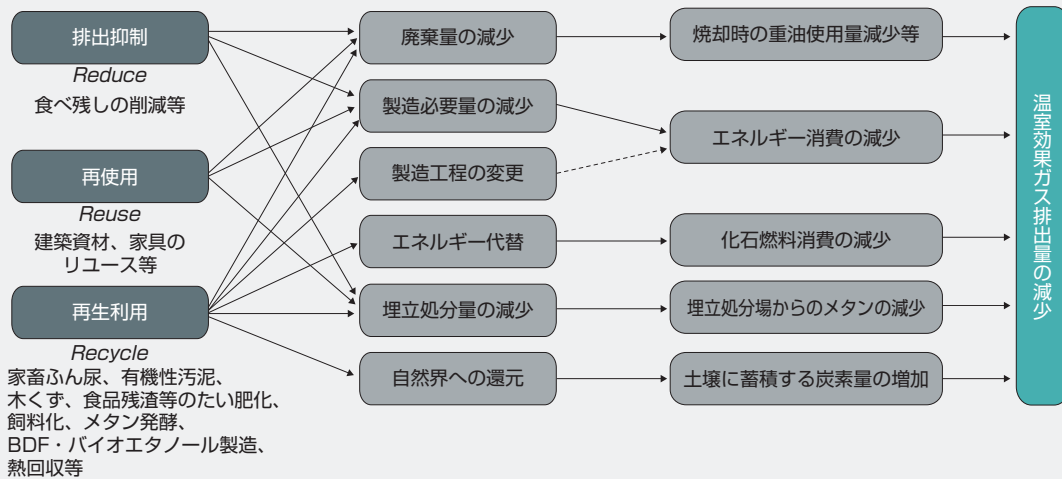 排出抑制
Reduce
食べ残しの削減等
再使用
Reuse
建築資材、家具の
リユース等
再生利用
Recycle
家畜ふん尿、有機性汚泥、
木くず、食品残渣等のたい肥化、
飼料化、メタン発酵、
BDF・バイオエタノール製造、
熱回収等
廃棄量の減少
製造必要量の減少
製造工程の変更
エネルギー代替
埋立処分量の減少
自然界への還元
焼却時の重油使用量減少等
エネルギー消費の減少
化石燃料消費の減少
埋立処分場からのメタンの減少
土壌に蓄積する炭素量の増加
温室効果ガス排出量の減少